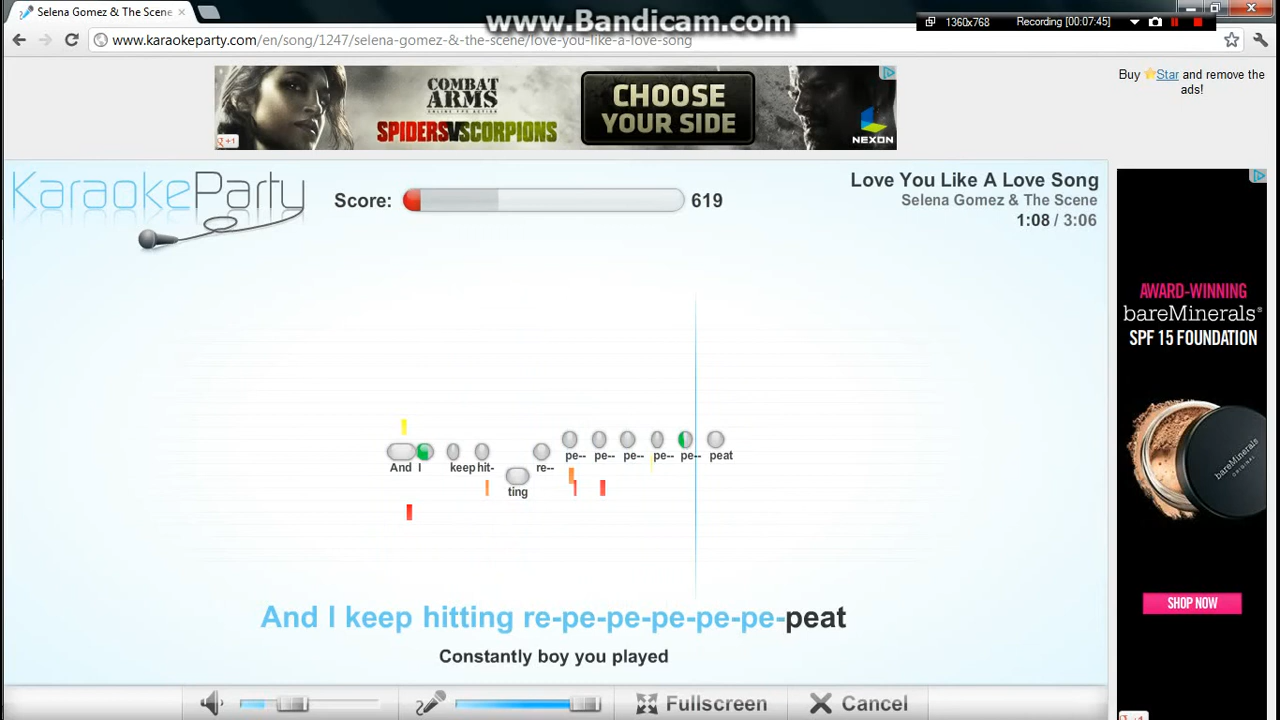 Selena Gomez & The Scene
www.Bandicam.com
1360x768
Recording [00:07:45]
www.karaokeparty.com/en/song/1247/selena-gomez-&-the-scene/love-you-like-a-love-song
COMBAT
ARMS
SPIDERSVSCORPIONS
CHOOSE
YOUR SIDE
NEXON
+1
Buy Star and remove the
ads!
KaraokeParty
Score:
619
Love You Like A Love Song
Selena Gomez & The Scene
1:08 / 3:06
And I keep hit- ting re-- pe-- pe-- pe-- pe-- pe-- peat
And I keep hitting re-pe-pe-pe-pe-pe-peat
Constantly boy you played
Fullscreen
Cancel
AWARD-WINNING
bareMinerals®
SPF 15 FOUNDATION
bareMinerals
SHOP NOW
+1